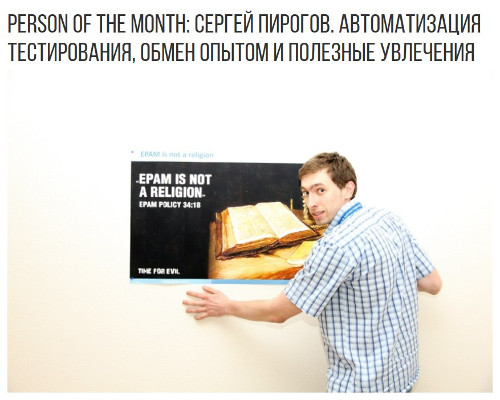 PERSON OF THE MONTH: СЕРГЕЙ ПИРОГОВ. АВТОМАТИЗАЦИЯ
ТЕСТИРОВАНИЯ, ОБМЕН ОПЫТОМ И ПОЛЕЗНЫЕ УВЛЕЧЕНИЯ
EPAM is not a religion
„EPAM IS NOT
A RELIGION„
EPAM POLICY 34:18
TIME FOR EVIL